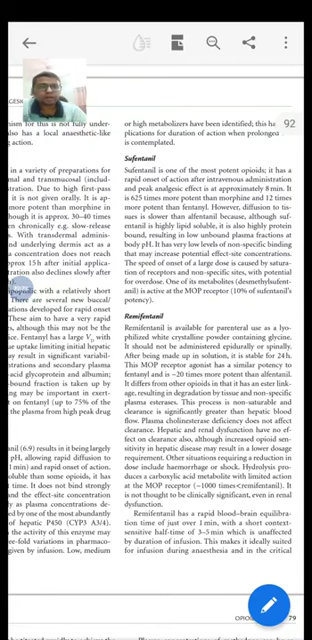 92
GESK
nism for this is not fully under-
also has a local anaesthetic-like
g action.
in a variety of preparations for
nal and transmucosal (includ-
stration. Due to high first-pass
it is not given orally. It is ap-
more potent than morphine in
though it is approx. 30–40 times
en chronically e.g. slow-release
s. With transdermal adminis-
and underlying dermis act as a
a concentration does not reach
pprox 15 h after initial applica-
tration also declines slowly after
h).
lipophilic with a relatively short
There are several new buccal/
rations developed for rapid onset
These aim to have a very rapid
s, although this may not be the
ice. Fentanyl has a large V
uptake limiting initial hepatic
ay result in significant variabil-
strations and secondary plasma
-acid glycoprotein and albumin;
-bound fraction is taken up by
ng may be important in exert-
t on fentanyl (up to 75% of the
the plasma from high peak drug
nil (6.9) results in it being largely
pH, allowing rapid diffusion to
1 min) and rapid onset of action.
soluble than some opioids, it has
time. It does not bind strongly
and the effect-site concentration
ly as plasma concentrations de-
ed by one of the most abundantly
of hepatic P450 (CYP3 A3/4).
the activity of this enzyme may
ee-fold variations in pharmaco-
given by infusion. Low, medium
or high metabolizers have been identified; this ha
plications for duration of action when prolonged
is contemplated.
Sufentanil
Sufentanil is one of the most potent opioids; it has a
rapid onset of action after intravenous administration
and peak analgesic effect is at approximately 8 min. It
is 625 times more potent than morphine and 12 times
more potent than fentanyl. However, diffusion to tis-
sues is slower than alfentanil because, although suf-
entanil is highly lipid soluble, it is also highly protein
bound, resulting in low unbound plasma fractions at
body pH. It has very low levels of non-specific binding
that may increase potential effect-site concentrations.
The speed of onset of a large dose is caused by satura-
tion of receptors and non-specific sites, with potential
for overdose. One of its metabolites (desmethylsufent-
anil) is active at the MOP receptor (10% of sufentanil's
potency).
Remifentanil
Remifentanil is available for parenteral use as a lyo-
philized white crystalline powder containing glycine.
It should not be administered epidurally or spinally.
After being made up in solution, it is stable for 24 h.
This MOP receptor agonist has a similar potency to
fentanyl and is ~20 times more potent than alfentanil.
It differs from other opioids in that it has an ester link-
age, resulting in degradation by tissue and non-specific
plasma esterases. This process is non-saturable and
clearance is significantly greater than hepatic blood
flow. Plasma cholinesterase deficiency does not affect
clearance. Hepatic and renal dysfunction have no ef-
fect on clearance also, although increased opioid sen-
sitivity in hepatic disease may result in a lower dosage
requirement. Other situations requiring a reduction in
dose include haemorrhage or shock. Hydrolysis pro-
duces a carboxylic acid metabolite with limited action
at the MOP receptor (~1000 times<remifentanil). It
is not thought to be clinically significant, even in renal
dysfunction.
Remifentanil has a rapid blood–brain equilibra-
tion time of just over 1 min, with a short context-
sensitive half-time of 3–5 min which is unaffected
by duration of infusion. This makes it ideally suited
for infusion during anaesthesia and in the critical
OPIOID
79